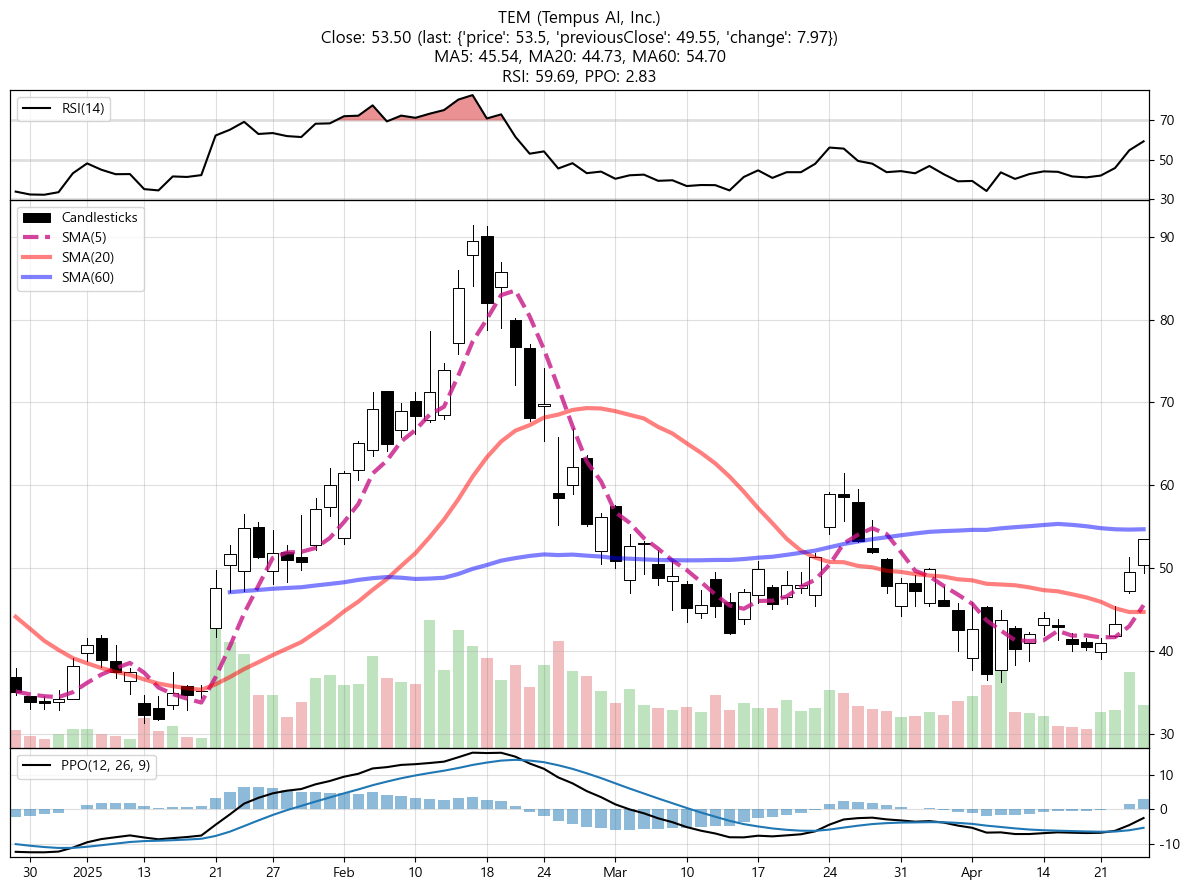 TEM (Tempus AI, Inc.)
Close: 53.50 (last: {'price': 53.5, 'previousClose': 49.55, 'change': 7.97})
MA5: 45.54, MA20: 44.73, MA60: 54.70
RSI: 59.69, PPO: 2.83
RSI(14)
70
50
30
Candlesticks
SMA(5)
SMA(20)
SMA(60)
90
80
70
60
50
40
30
PPO(12, 26, 9)
10
0
-10
30 2025 13 21 27 Feb 10 18 24 Mar 10 17 24 31 Apr 14 21